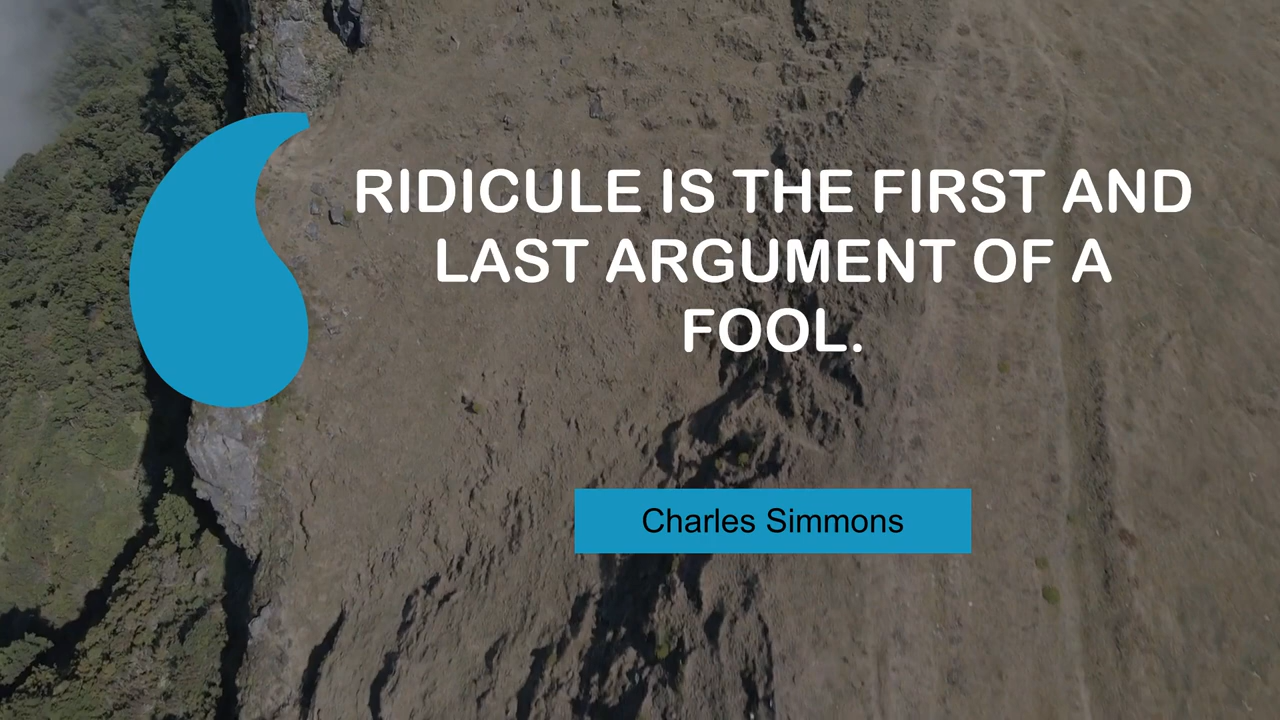 RIDICULE IS THE FIRST AND
LAST ARGUMENT OF A
FOOL.
Charles Simmons